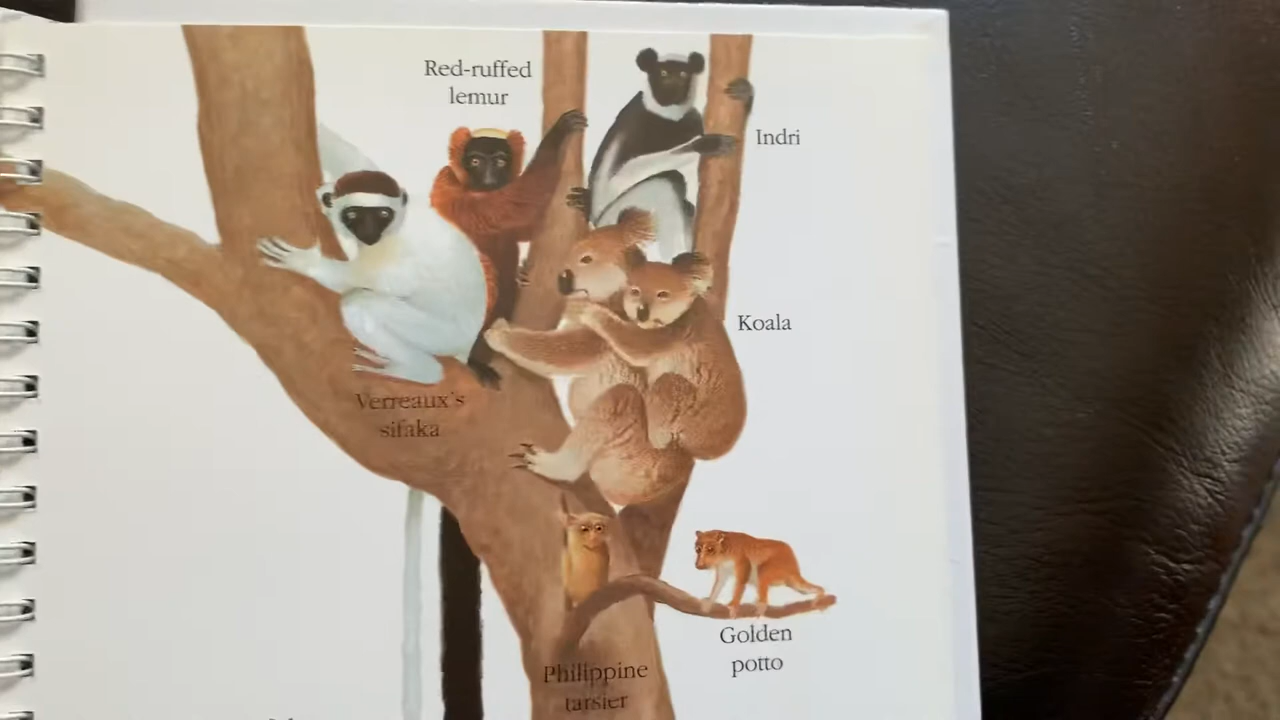 Red-ruffed
lemur
Indri
Koala
Verreaux's
sifaka
Golden
potto
Philippine
tarsier